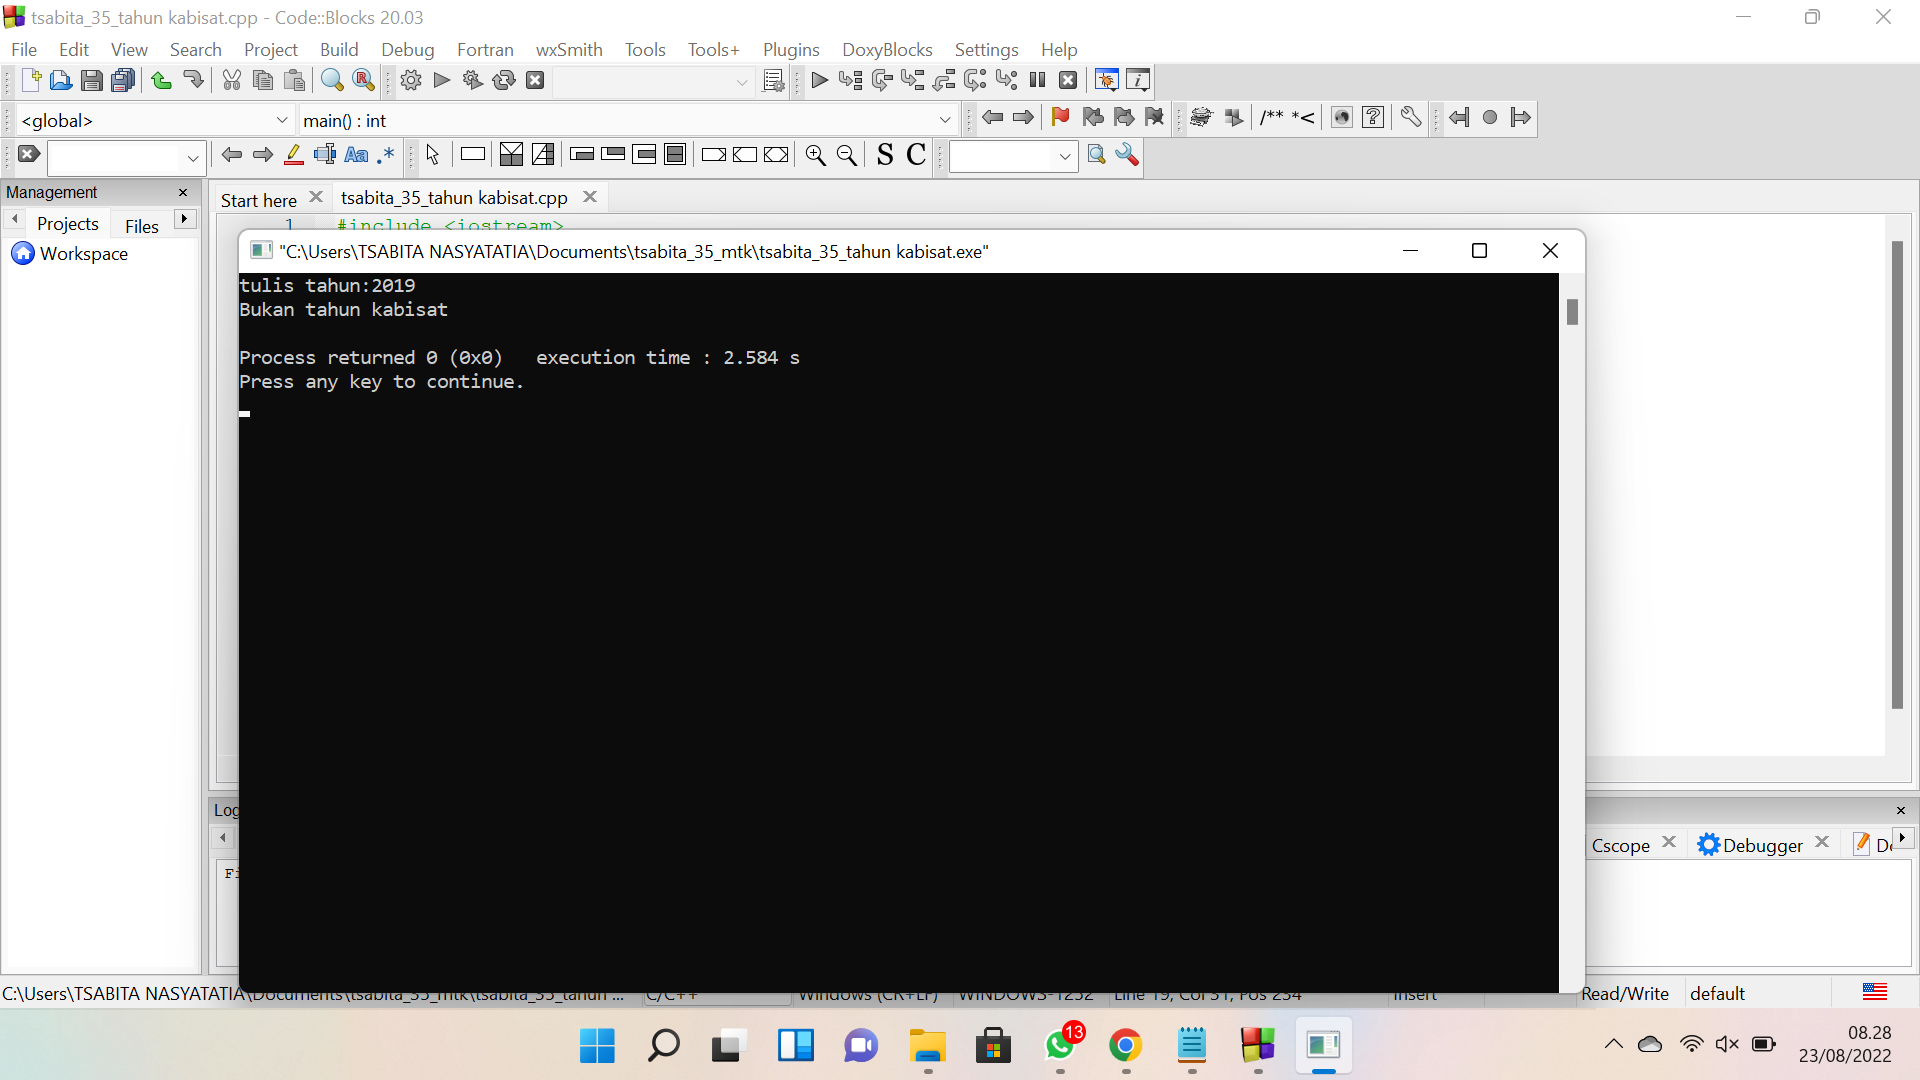 tsabita_35_tahun kabisat.cpp - Code::Blocks 20.03
File Edit View Search Project Build Debug Fortran wxSmith Tools Tools+ Plugins DoxyBlocks Settings Help
<global>
main() : int
/** *<
Aa .*
S C
Management
Start here
tsabita_35_tahun kabisat.cpp
Projects
Files
1 #include <iostream>
Workspace
"C:\Users\TSABITA NASYATATIA\Documents\tsabita_35_mtk\tsabita_35_tahun kabisat.exe"
tulis tahun:2019
Bukan tahun kabisat
Process returned 0 (0x0) execution time : 2.584 s
Press any key to continue.
Cscope
Debugger
C:\Users\TSABITA NASYATATIA\Documents\tsabita_35_mtk\tsabita_35_tahun ...
C/C++
Windows (CR+LF)
WINDOWS-1252
Line 19, Col 31, Pos 254
Insert
Read/Write
default
13
08.28
23/08/2022